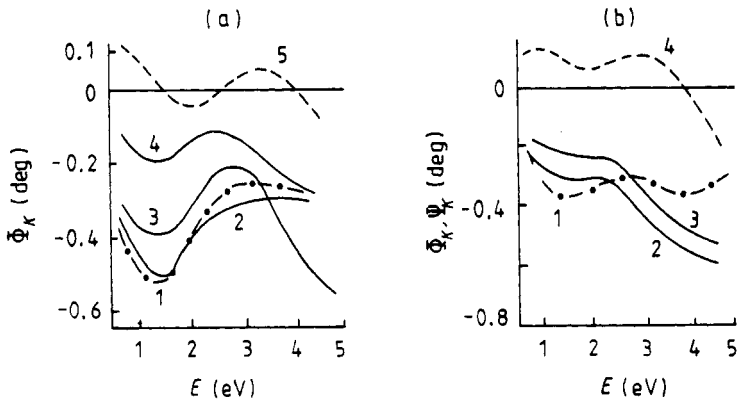 (a)
0.1
0
-0.2
-0.4
-0.6
Φ_K (deg)
5
4
3
2
1
1 2 3 4 5
E (eV)
(b)
0
-0.4
-0.8
Φ_K, Ψ_K (deg)
4
1
3
2
1 2 3 4 5
E (eV)